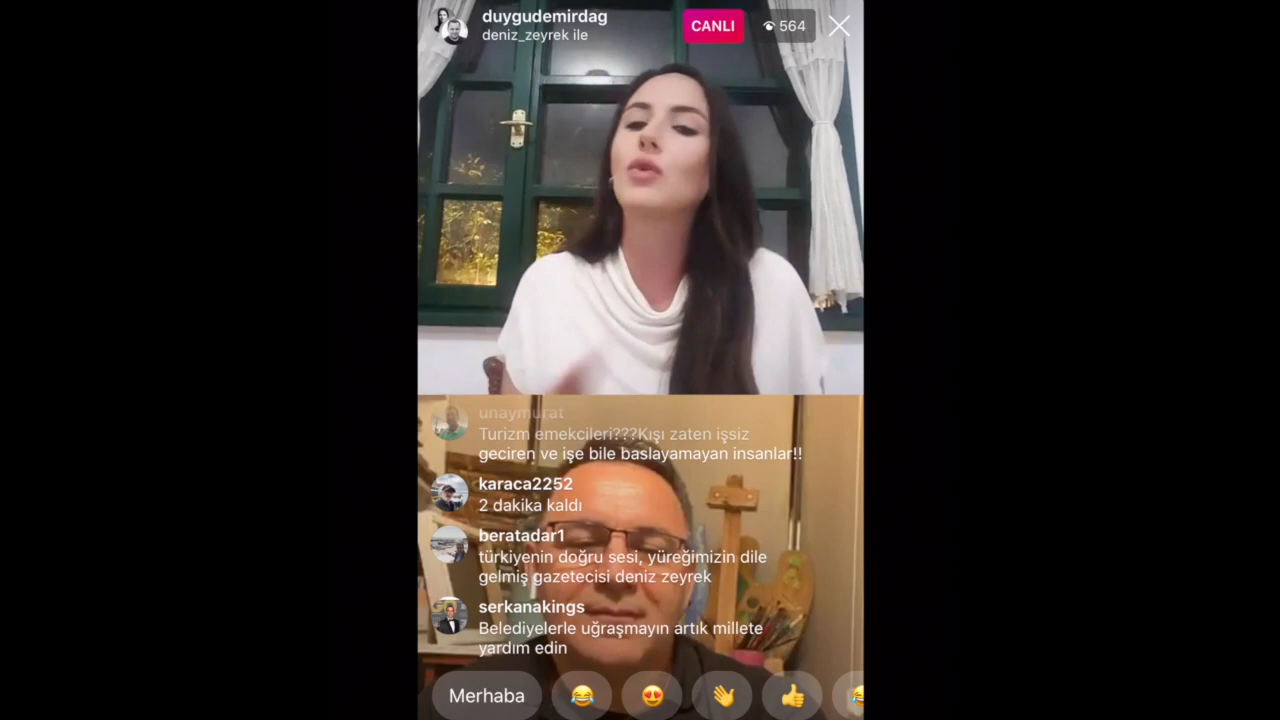 duygudemirdag
deniz_zeyrek ile
CANLI
564
unaymurat
Turizm emekcileri???Kışı zaten işsiz
geciren ve işe bile baslayamayan insanlar!!
karaca2252
2 dakika kaldı
beratadar1
türkiyenin doğru sesi, yüreğimizin dile
gelmiş gazetecisi deniz zeyrek
serkanakings
Belediyelerle uğraşmayın artık millete
yardım edin
Merhaba